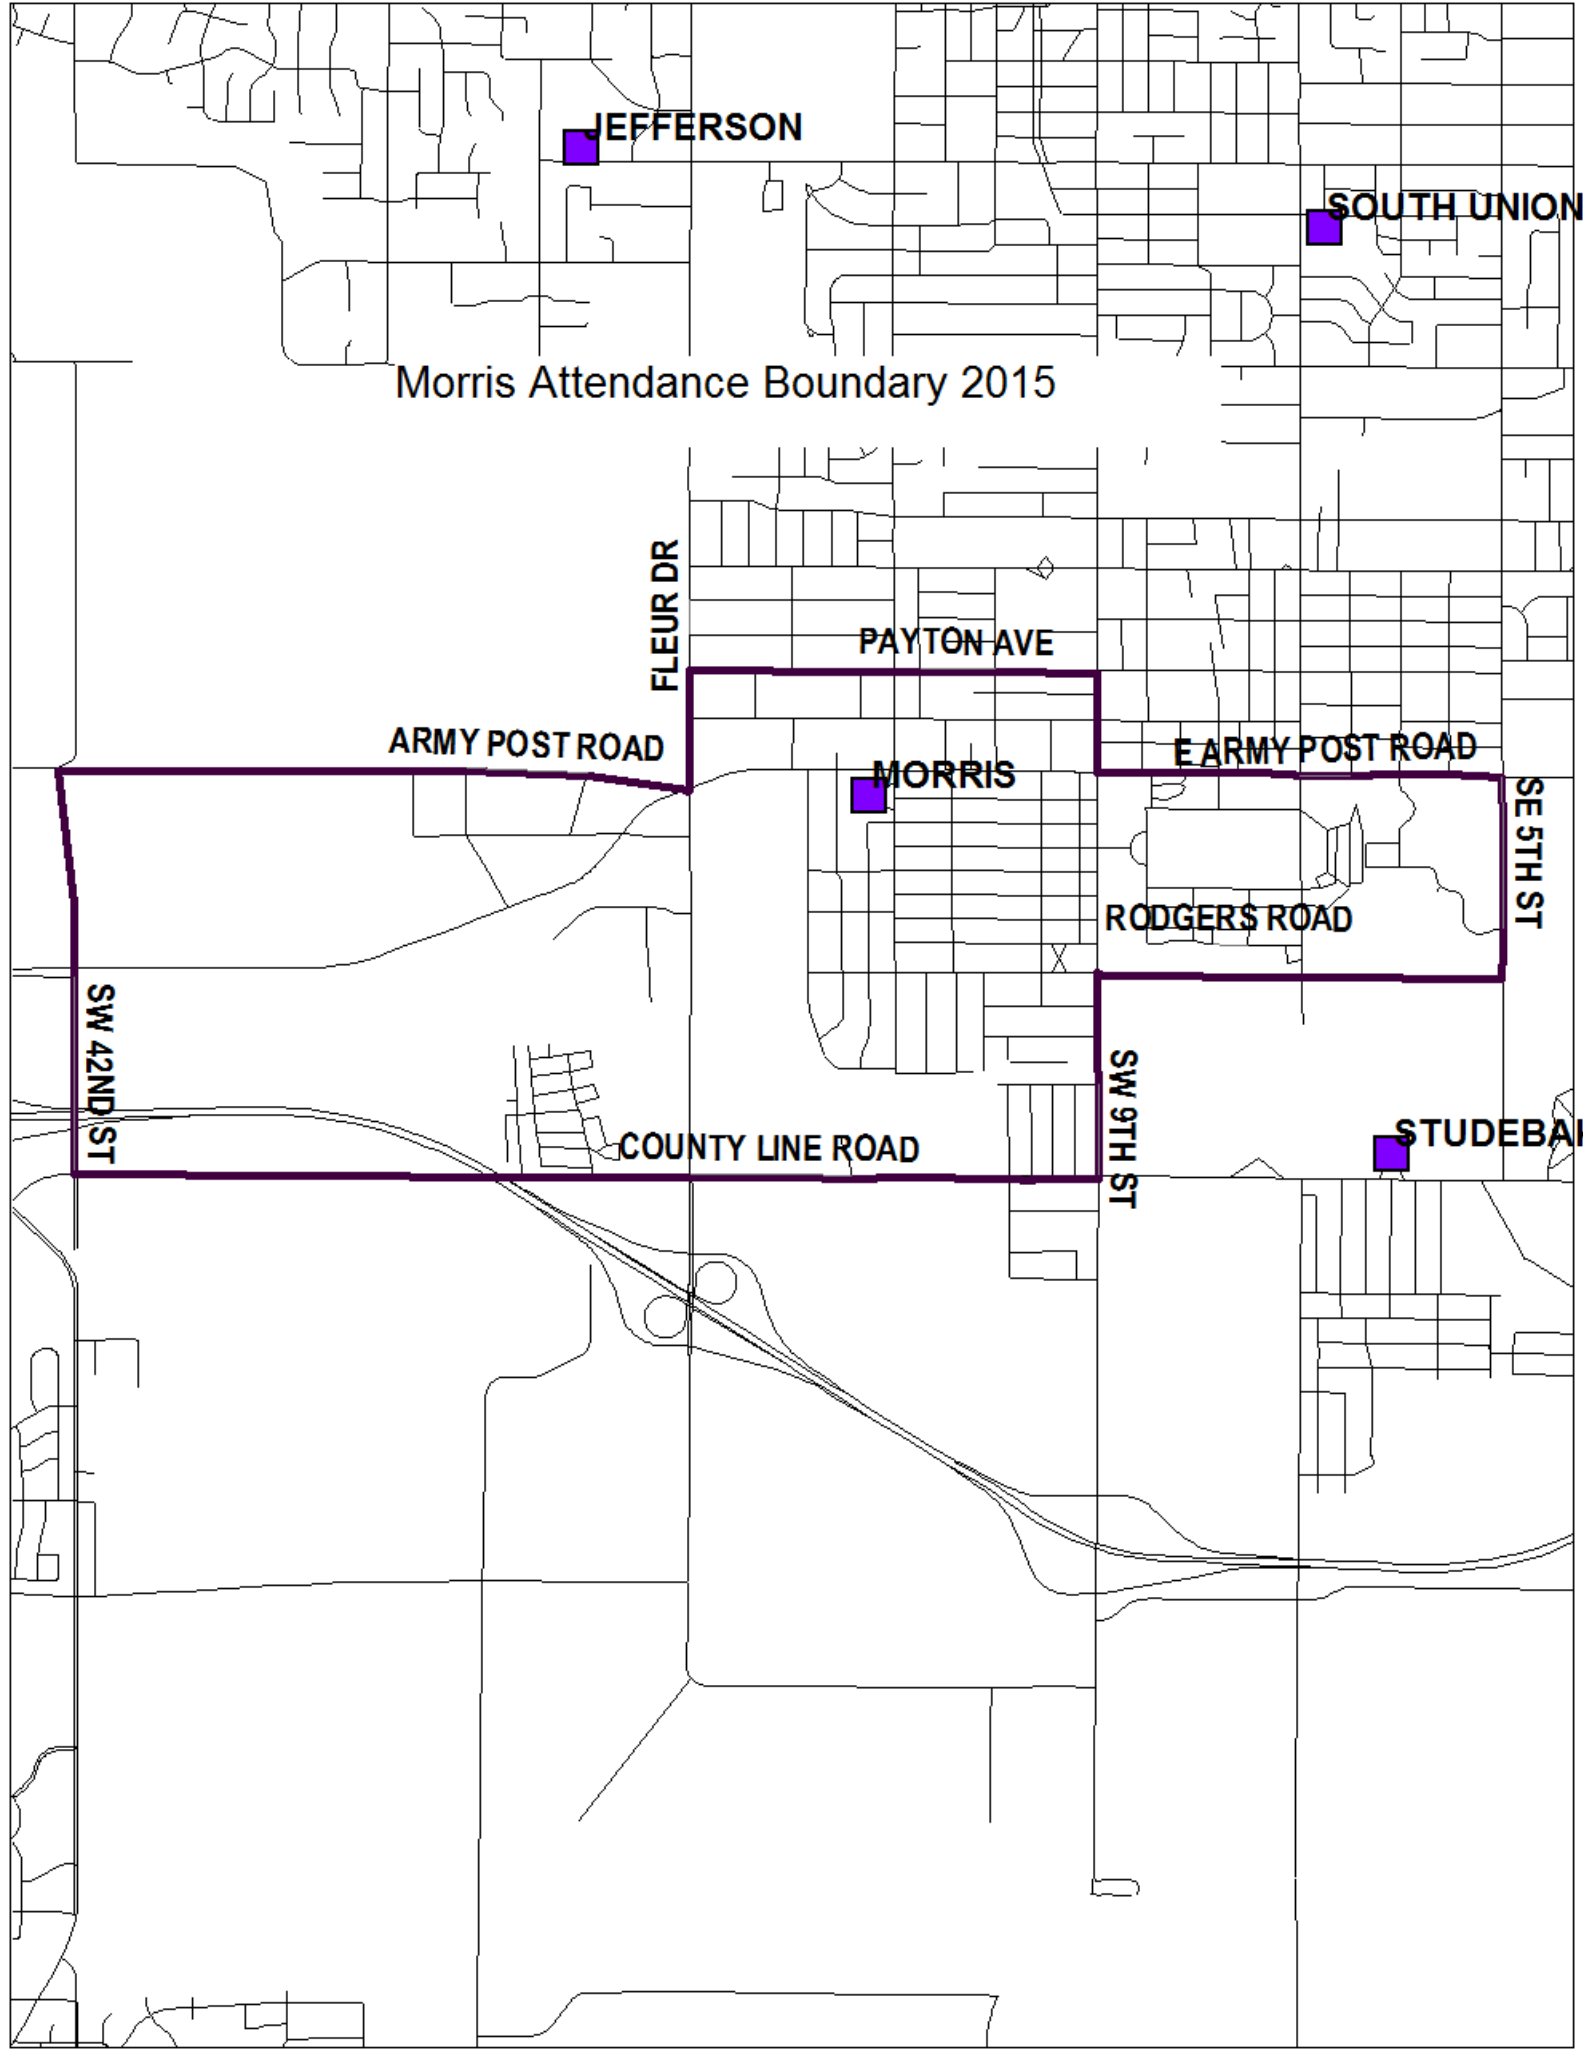 JEFFERSON
SOUTH UNION
Morris Attendance Boundary 2015
FLEUR DR
PAYTON AVE
ARMY POST ROAD
E ARMY POST ROAD
MORRIS
SE 5TH ST
RODGERS ROAD
SW 42ND ST
SW 9TH ST
COUNTY LINE ROAD